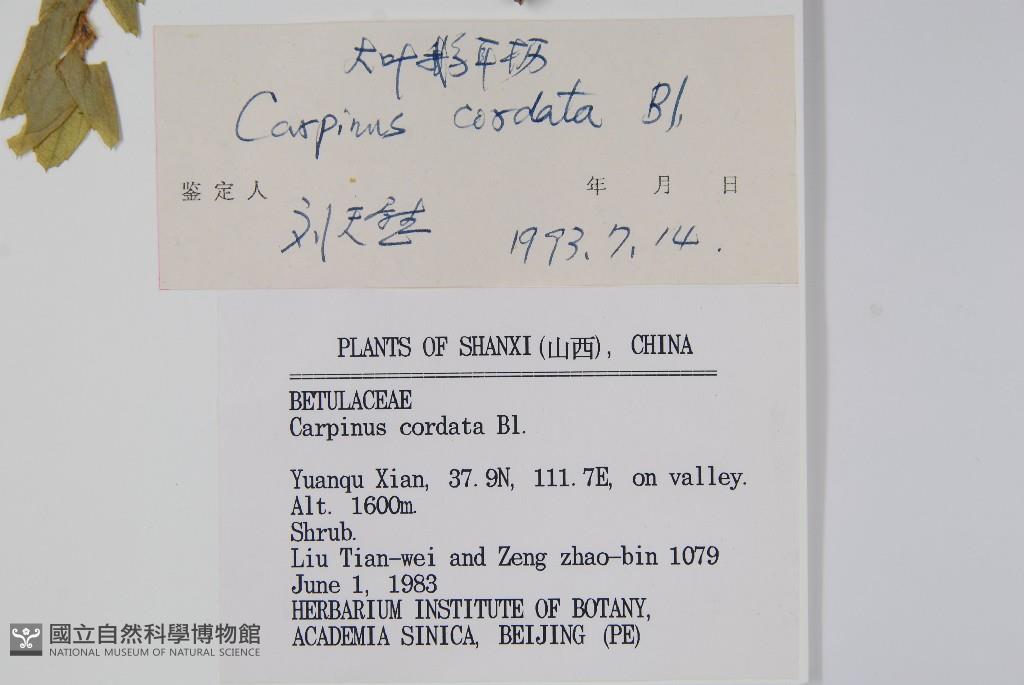 大叶鹅耳枥
Carpinus cordata Bl.
鉴定人 年 月 日
刘天 1993.7.14.
PLANTS OF SHANXI(山西), CHINA
BETULACEAE
Carpinus cordata Bl.
Yuanqu Xian, 37.9N, 111.7E, on valley.
Alt. 1600m.
Shrub.
Liu Tian-wei and Zeng zhao-bin 1079
June 1, 1983
HERBARIUM INSTITUTE OF BOTANY,
ACADEMIA SINICA, BEIJING (PE)
國立自然科學博物館
NATIONAL MUSEUM OF NATURAL SCIENCE